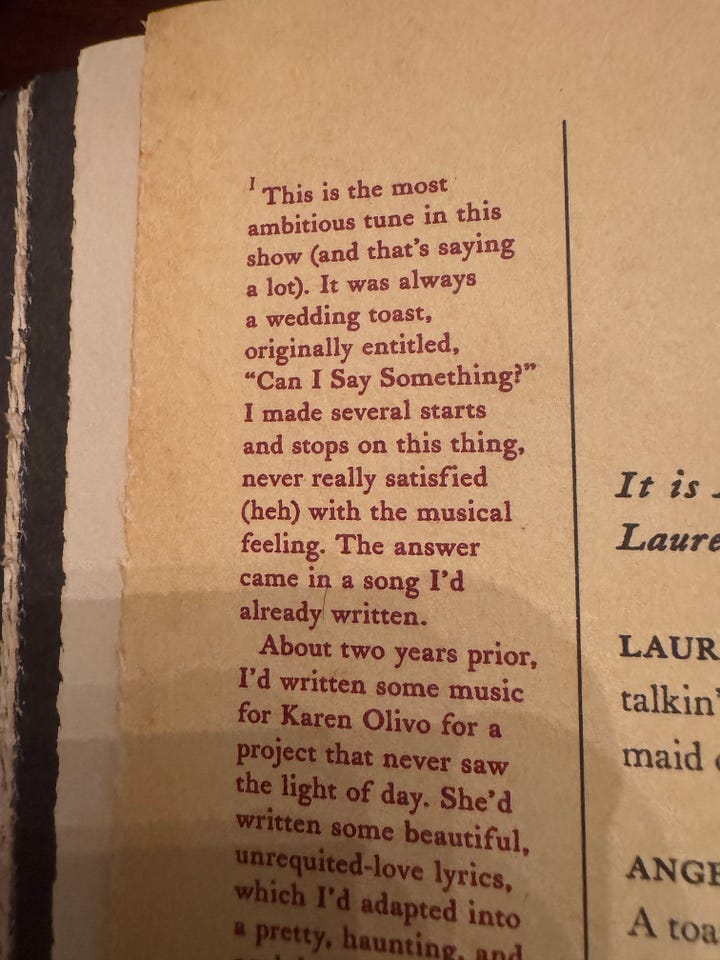 1 This is the most
ambitious tune in this
show (and that's saying
a lot). It was always
a wedding toast,
originally entitled,
“Can I Say Something?”
I made several starts
and stops on this thing,
never really satisfied
(heh) with the musical
feeling. The answer
came in a song I'd
already written.
About two years prior,
I'd written some music
for Karen Olivo for a
project that never saw
the light of day. She'd
written some beautiful,
unrequited-love lyrics,
which I'd adapted into
a pretty, haunting, and
It is
Laure
LAUR
talkin'
maid
ANGE
A toa